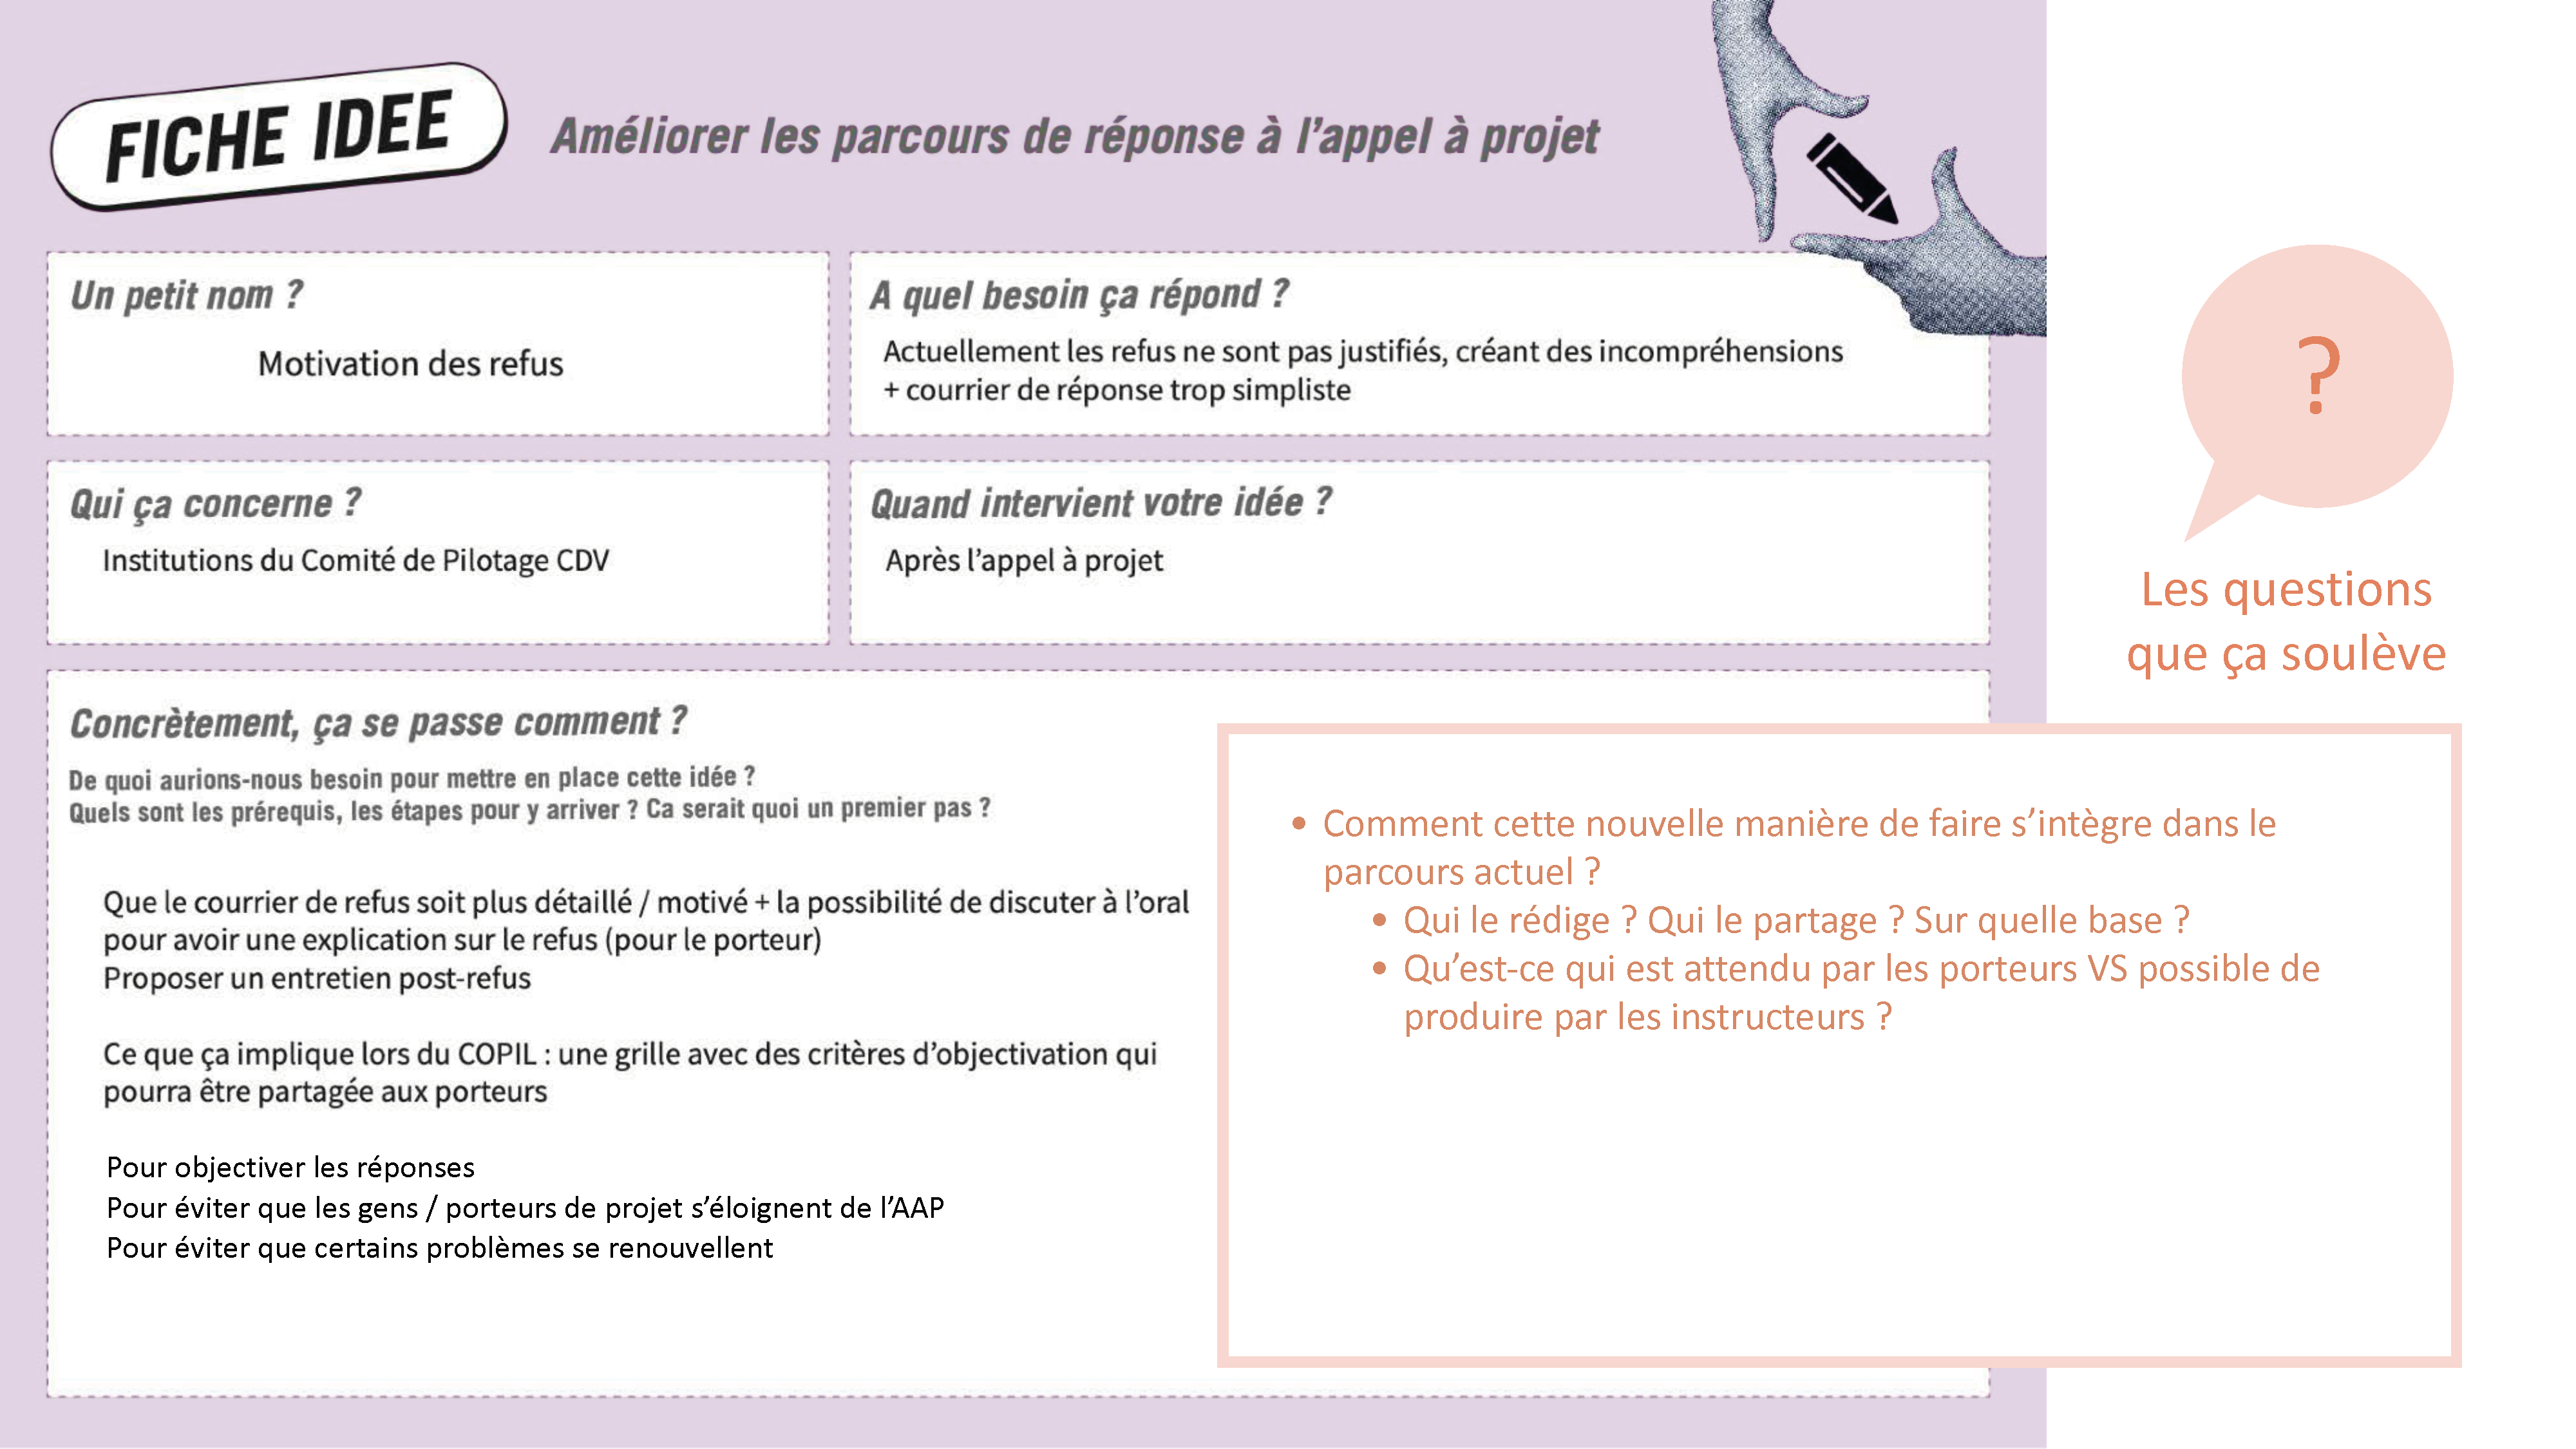 FICHE IDEE
Améliorer les parcours de réponse à l'appel à projet
Un petit nom ?
Motivation des refus
A quel besoin ça répond ?
Actuellement les refus ne sont pas justifiés, créant des incompréhensions
+ courrier de réponse trop simpliste
Qui ça concerne ?
Institutions du Comité de Pilotage CDV
Quand intervient votre idée ?
Après l'appel à projet
?
Les questions
que ça soulève
Concrètement, ça se passe comment ?
De quoi aurions-nous besoin pour mettre en place cette idée ?
Quels sont les prérequis, les étapes pour y arriver ? Ca serait quoi un premier pas ?
Que le courrier de refus soit plus détaillé / motivé + la possibilité de discuter à l'oral
pour avoir une explication sur le refus (pour le porteur)
Proposer un entretien post-refus
Ce que ça implique lors du COPIL : une grille avec des critères d'objectivation qui
pourra être partagée aux porteurs
Pour objectiver les réponses
Pour éviter que les gens / porteurs de projet s'éloignent de l'AAP
Pour éviter que certains problèmes se renouvellent
• Comment cette nouvelle manière de faire s'intègre dans le
parcours actuel ?
• Qui le rédige ? Qui le partage ? Sur quelle base ?
• Qu'est-ce qui est attendu par les porteurs VS possible de
produire par les instructeurs ?